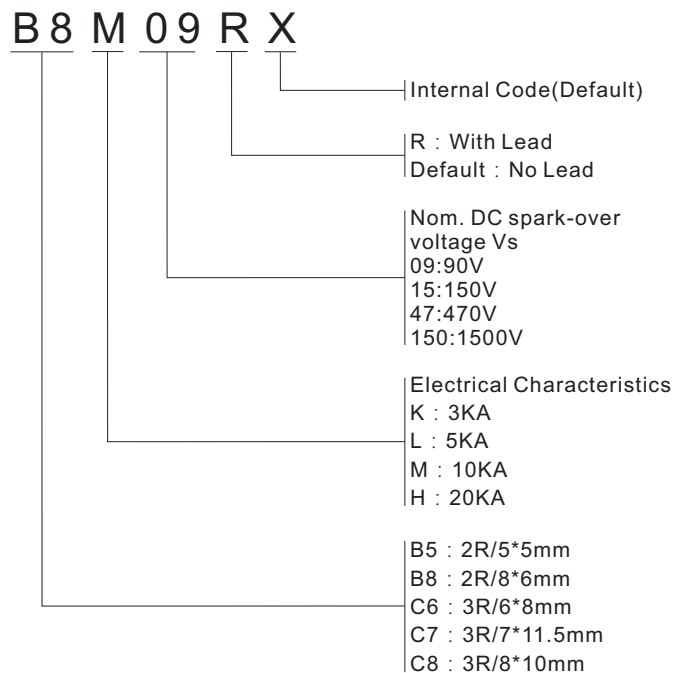 B8 M 09 R X
Internal Code(Default)
R : With Lead
Default : No Lead
Nom. DC spark-over
voltage Vs
09:90V
15:150V
47:470V
150:1500V
Electrical Characteristics
K : 3KA
L : 5KA
M : 10KA
H : 20KA
B5 : 2R/5*5mm
B8 : 2R/8*6mm
C6 : 3R/6*8mm
C7 : 3R/7*11.5mm
C8 : 3R/8*10mm